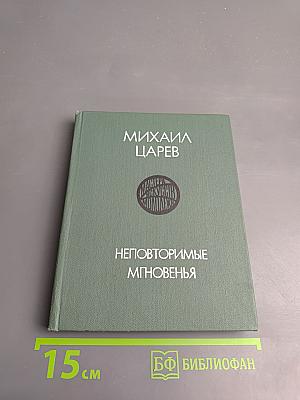 МИХАИЛ
ЦАРЕВ
НЕПОВТОРИМЫЕ
МГНОВЕНЬЯ
15 см
БФ БИБЛИОФАН